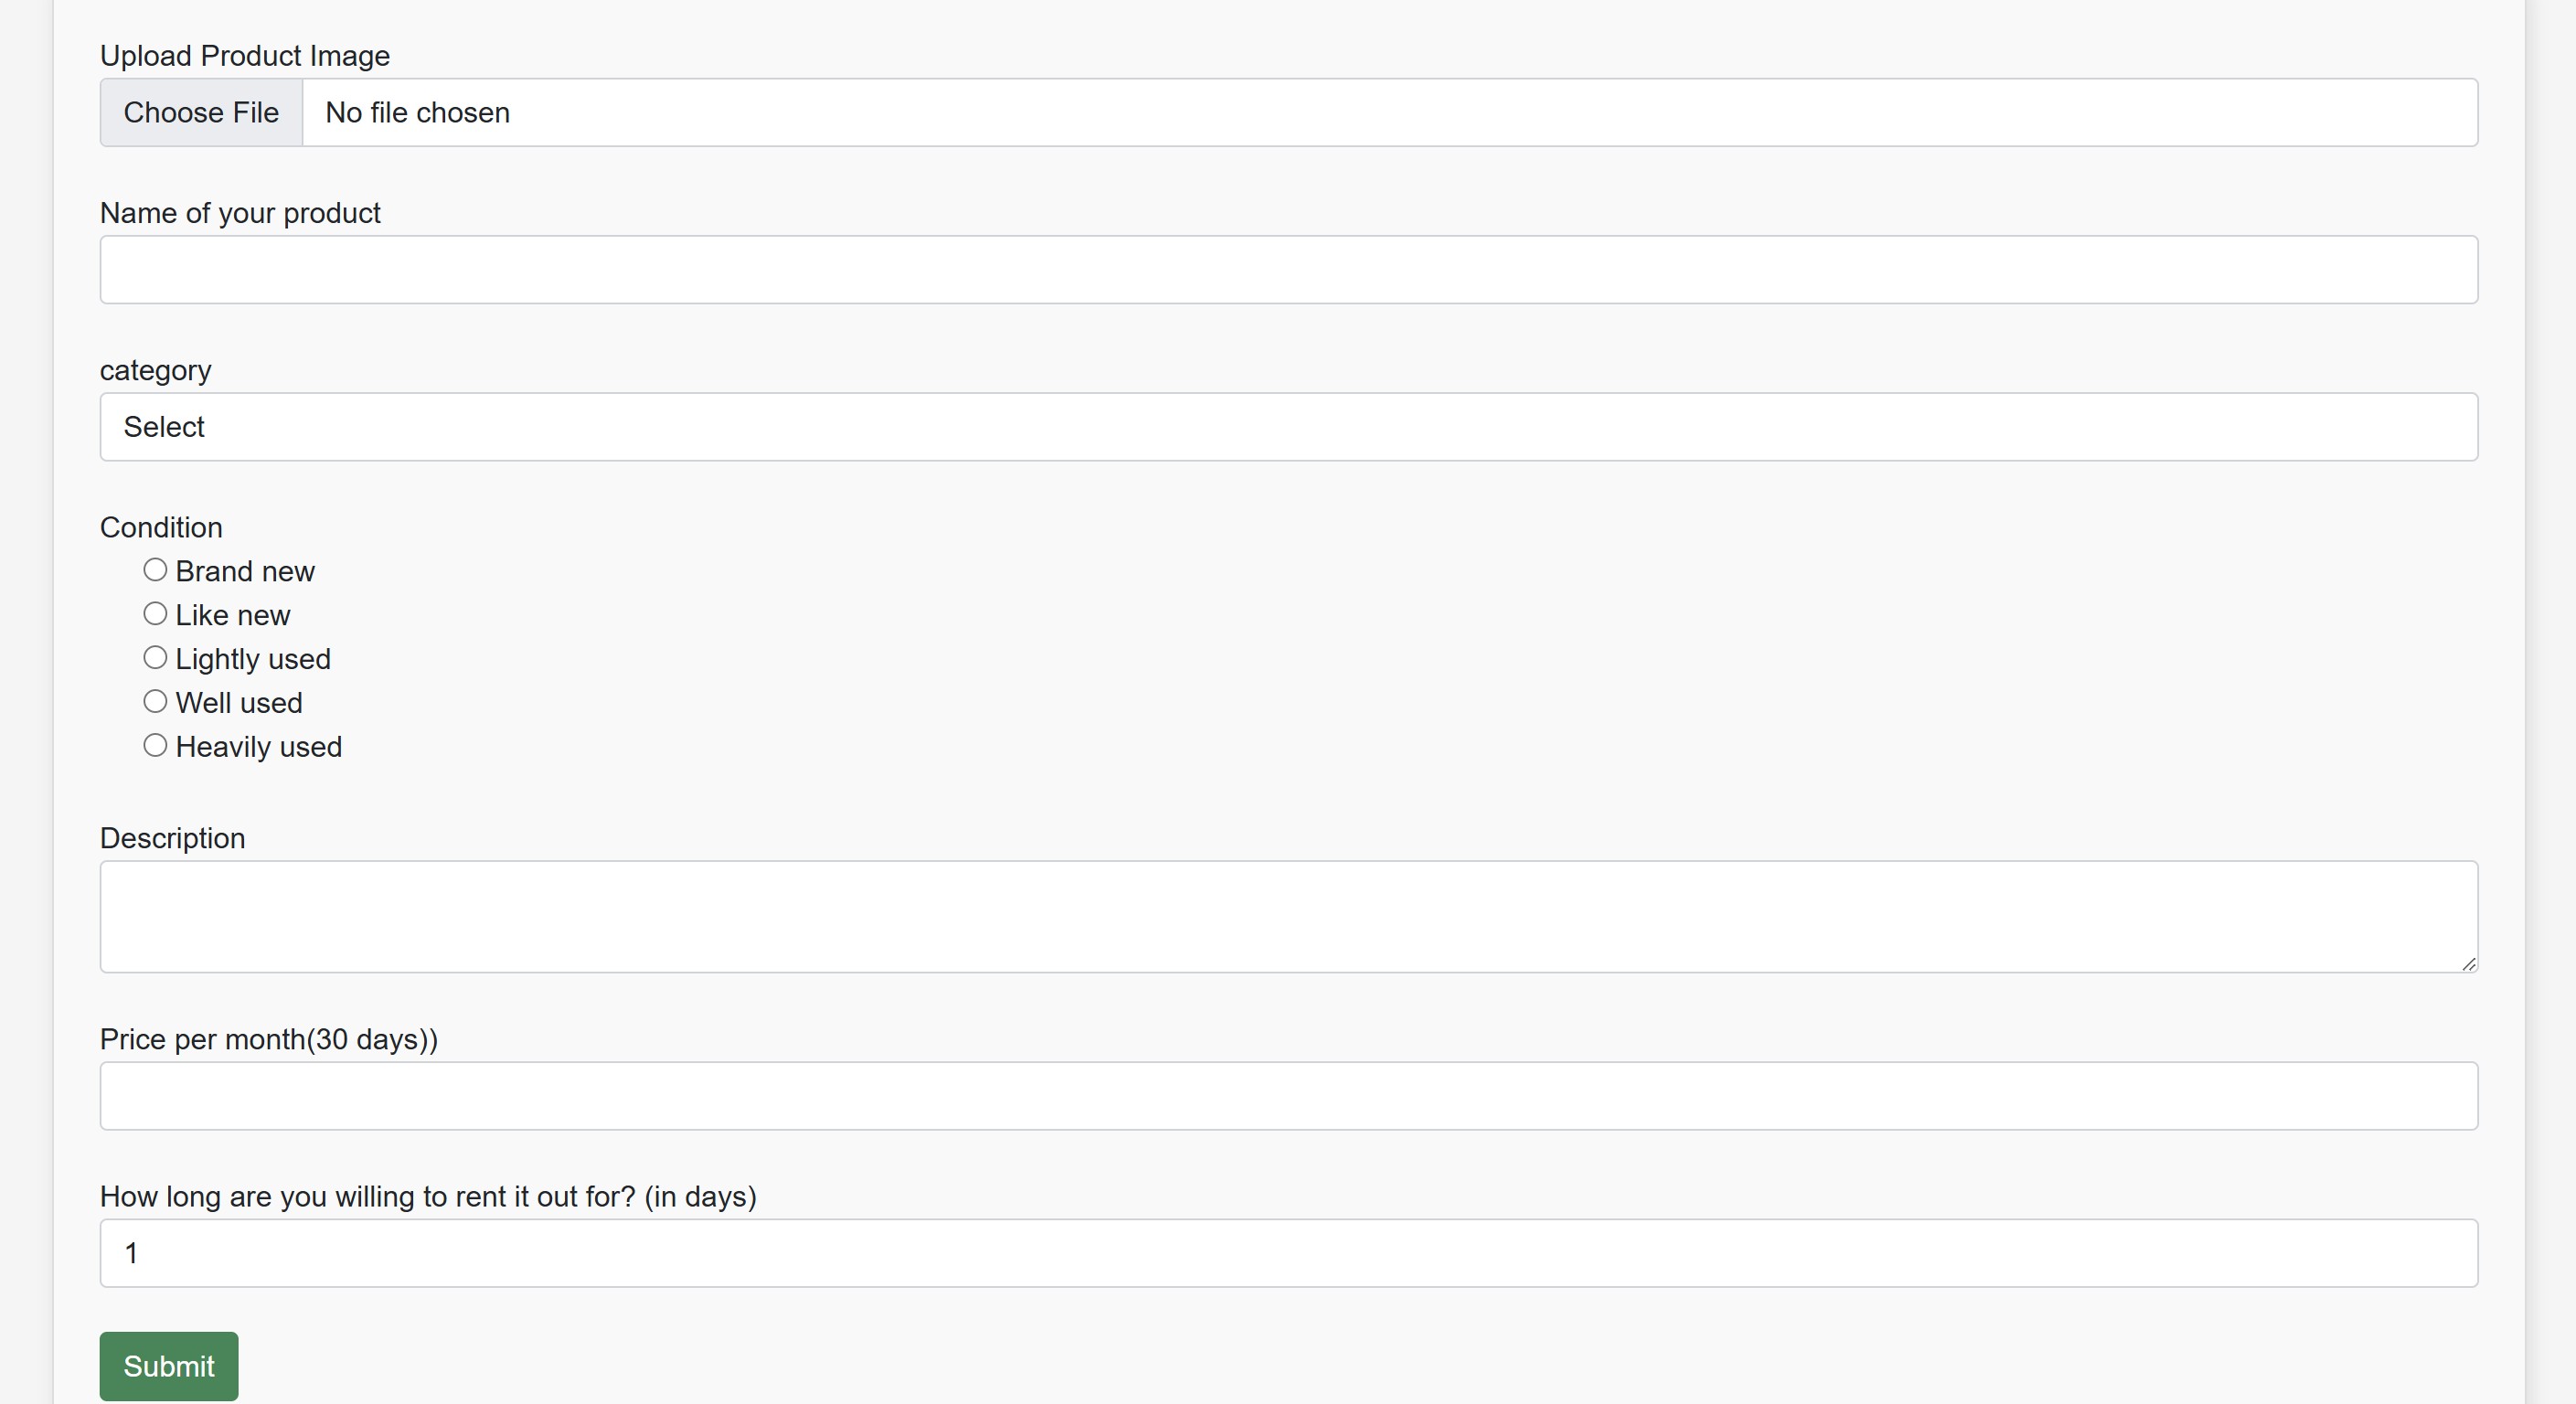 Upload Product Image
Choose File No file chosen
Name of your product
category
Select
Condition
Brand new
Like new
Lightly used
Well used
Heavily used
Description
Price per month(30 days))
How long are you willing to rent it out for? (in days)
1
Submit